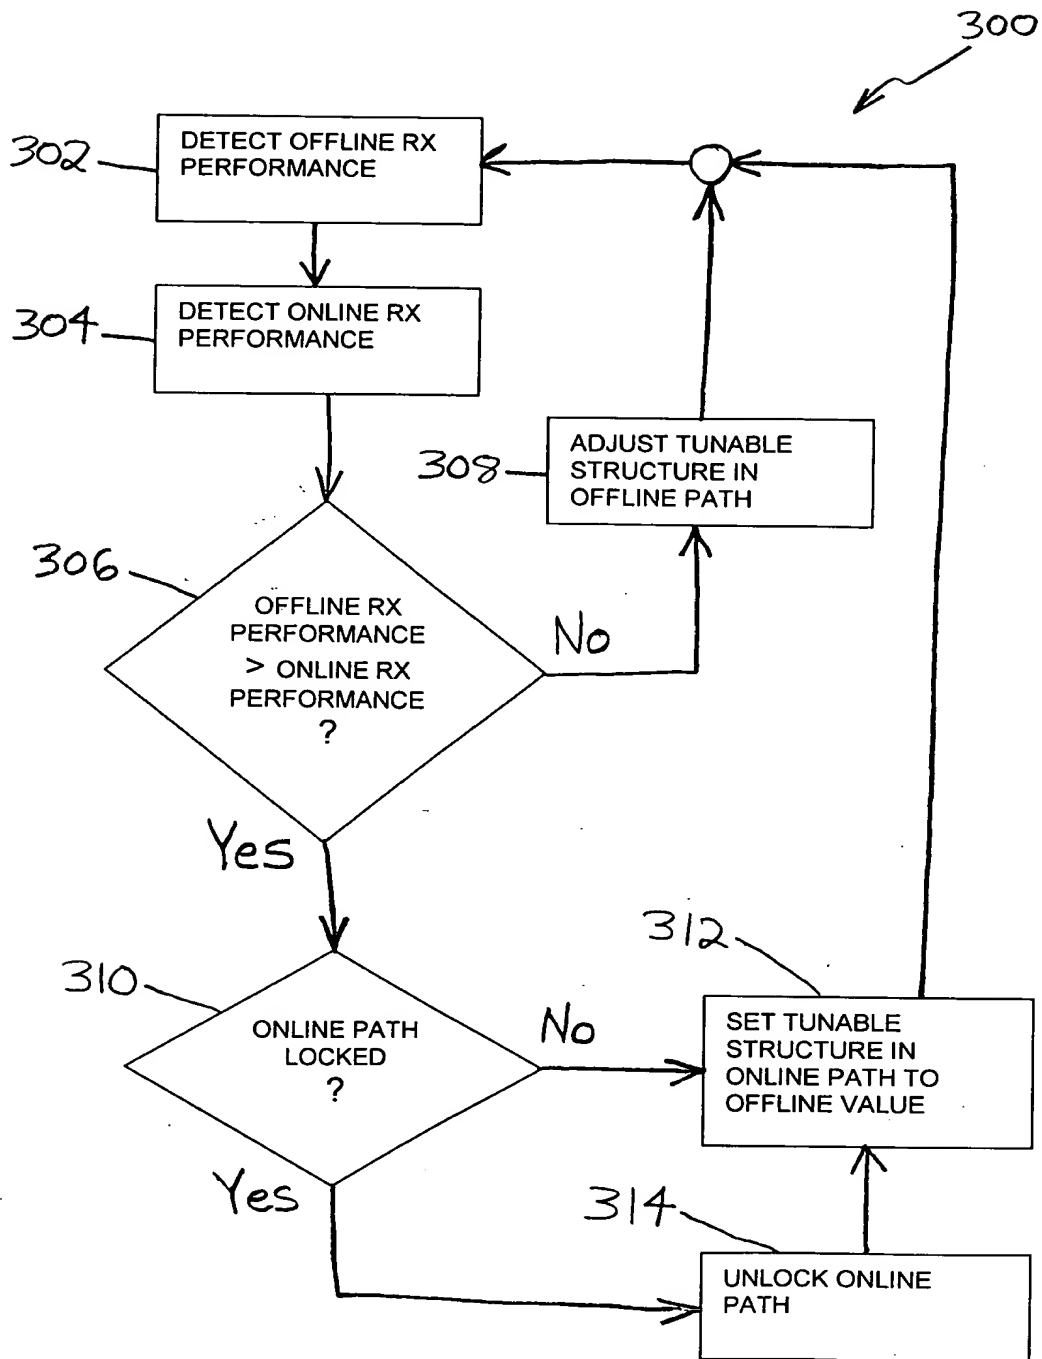 300
302
DETECT OFFLINE RX
PERFORMANCE
304
DETECT ONLINE RX
PERFORMANCE
308
ADJUST TUNABLE
STRUCTURE IN
OFFLINE PATH
306
OFFLINE RX
PERFORMANCE
> ONLINE RX
PERFORMANCE
?
No
Yes
312
310
ONLINE PATH
LOCKED
?
No
SET TUNABLE
STRUCTURE IN
ONLINE PATH TO
OFFLINE VALUE
Yes
314
UNLOCK ONLINE
PATH